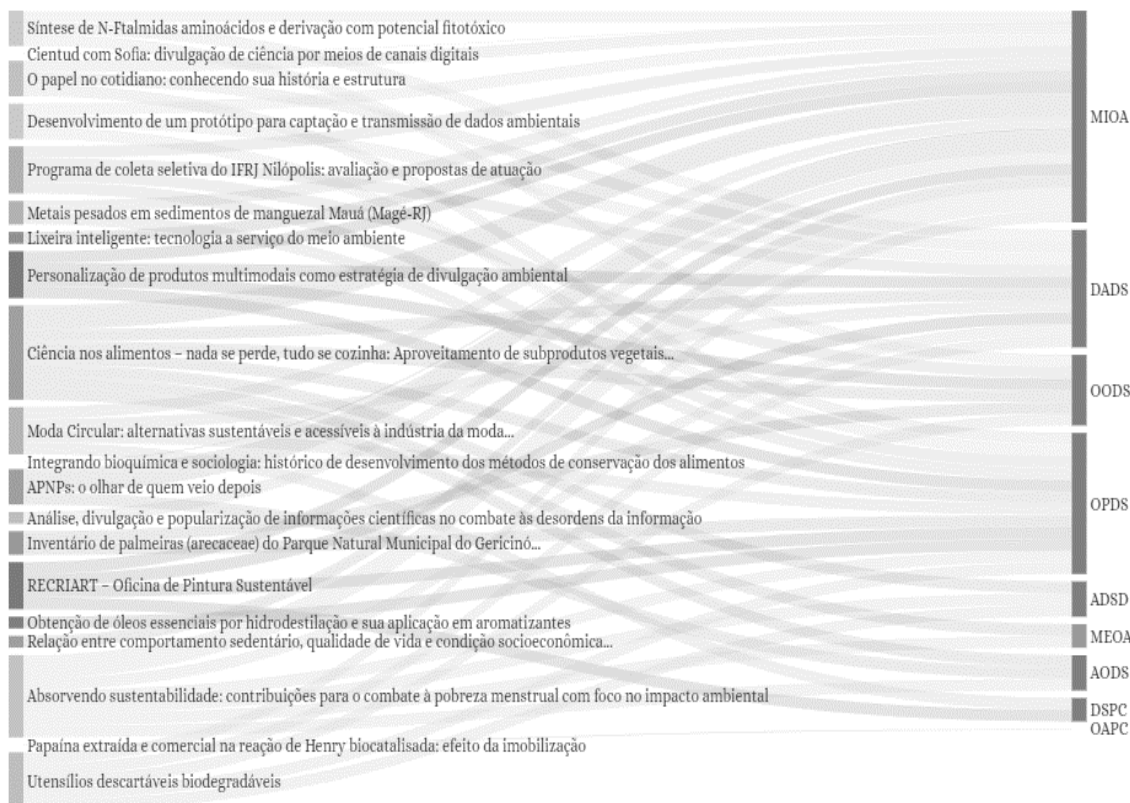 Síntese de N-Ftalmidas aminoácidos e derivação com potencial fitotóxico
Cientud com Sofia: divulgação de ciência por meios de canais digitais
O papel no cotidiano: conhecendo sua história e estrutura
Desenvolvimento de um protótipo para captação e transmissão de dados ambientais
Programa de coleta seletiva do IFRJ Nilópolis: avaliação e propostas de atuação
Metais pesados em sedimentos de manguezal Mauá (Magé-RJ)
Lixeira inteligente: tecnologia a serviço do meio ambiente
Personalização de produtos multimodais como estratégia de divulgação ambiental
Ciência nos alimentos – nada se perde, tudo se cozinha: Aproveitamento de subprodutos vegetais...
Moda Circular: alternativas sustentáveis e acessíveis à indústria da moda...
Integrando bioquímica e sociologia: histórico de desenvolvimento dos métodos de conservação dos alimentos
APNPs: o olhar de quem veio depois
Análise, divulgação e popularização de informações científicas no combate às desordens da informação
Inventário de palmeiras (arecaceae) do Parque Natural Municipal do Gericinó...
RECRIART – Oficina de Pintura Sustentável
Obtenção de óleos essenciais por hidrodestilação e sua aplicação em aromatizantes
Relação entre comportamento sedentário, qualidade de vida e condição socioeconômica...
Absorvendo sustentabilidade: contribuições para o combate à pobreza menstrual com foco no impacto ambiental
Papaína extraída e comercial na reação de Henry biocatalisada: efeito da imobilização
Utensílios descartáveis biodegradáveis
MIOA
DADS
OODS
OPDS
ADSD
MEOA
AODS
DSPC
OAPC